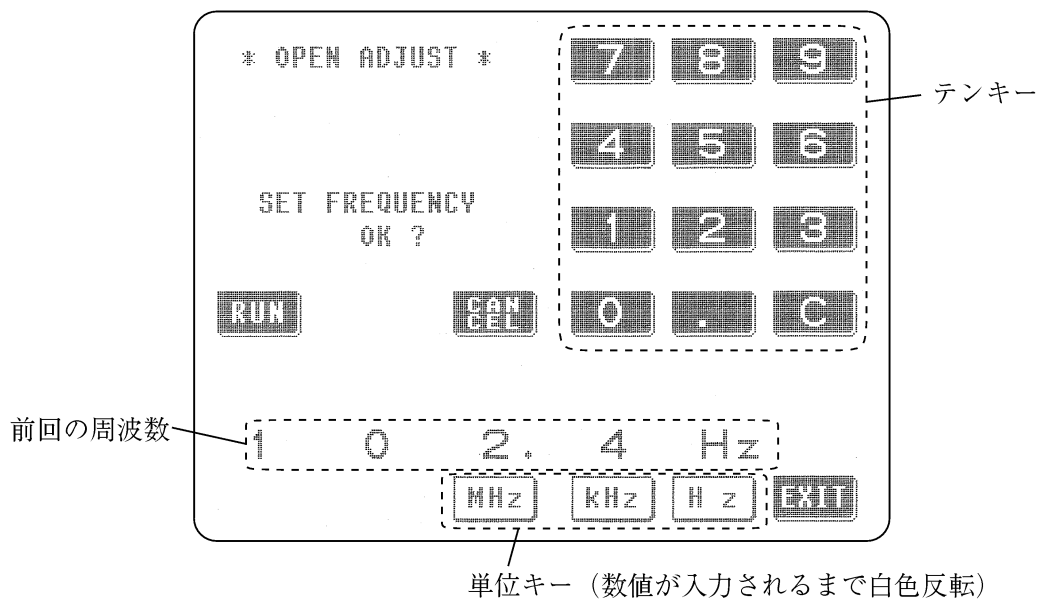 * OPEN ADJUST *
7 8 9
テンキー
4 5 6
SET FREQUENCY
OK ?
1 2 3
RUN
CAN
CEL
0 . C
前回の周波数
1 0 2. 4 Hz
MHz kHz Hz EXIT
単位キー（数値が入力されるまで白色反転）